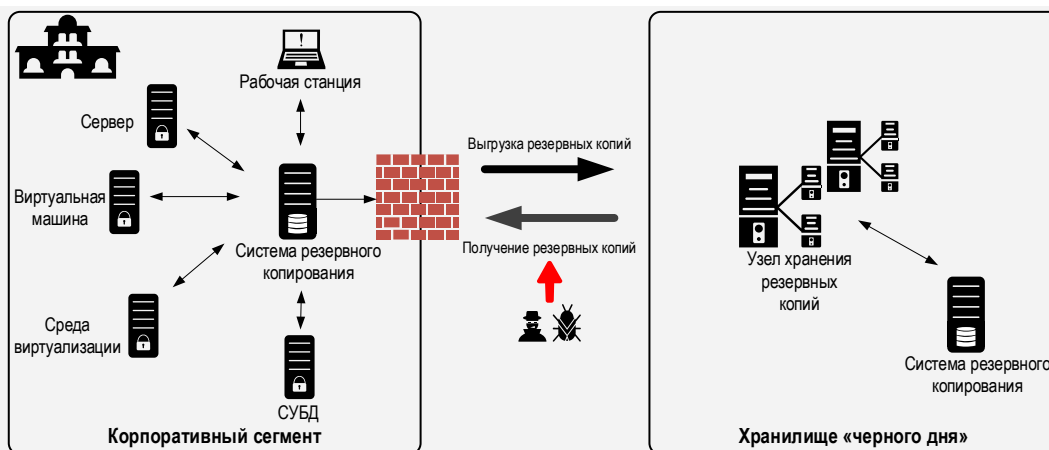 Рабочая станция
Сервер
Виртуальная
машина
Система резервного
копирования
Среда
виртуализации
СУБД
Корпоративный сегмент
Выгрузка резервных копий
Получение резервных копий
Узел хранения
резервных
копий
Система резервного
копирования
Хранилище «черного дня»